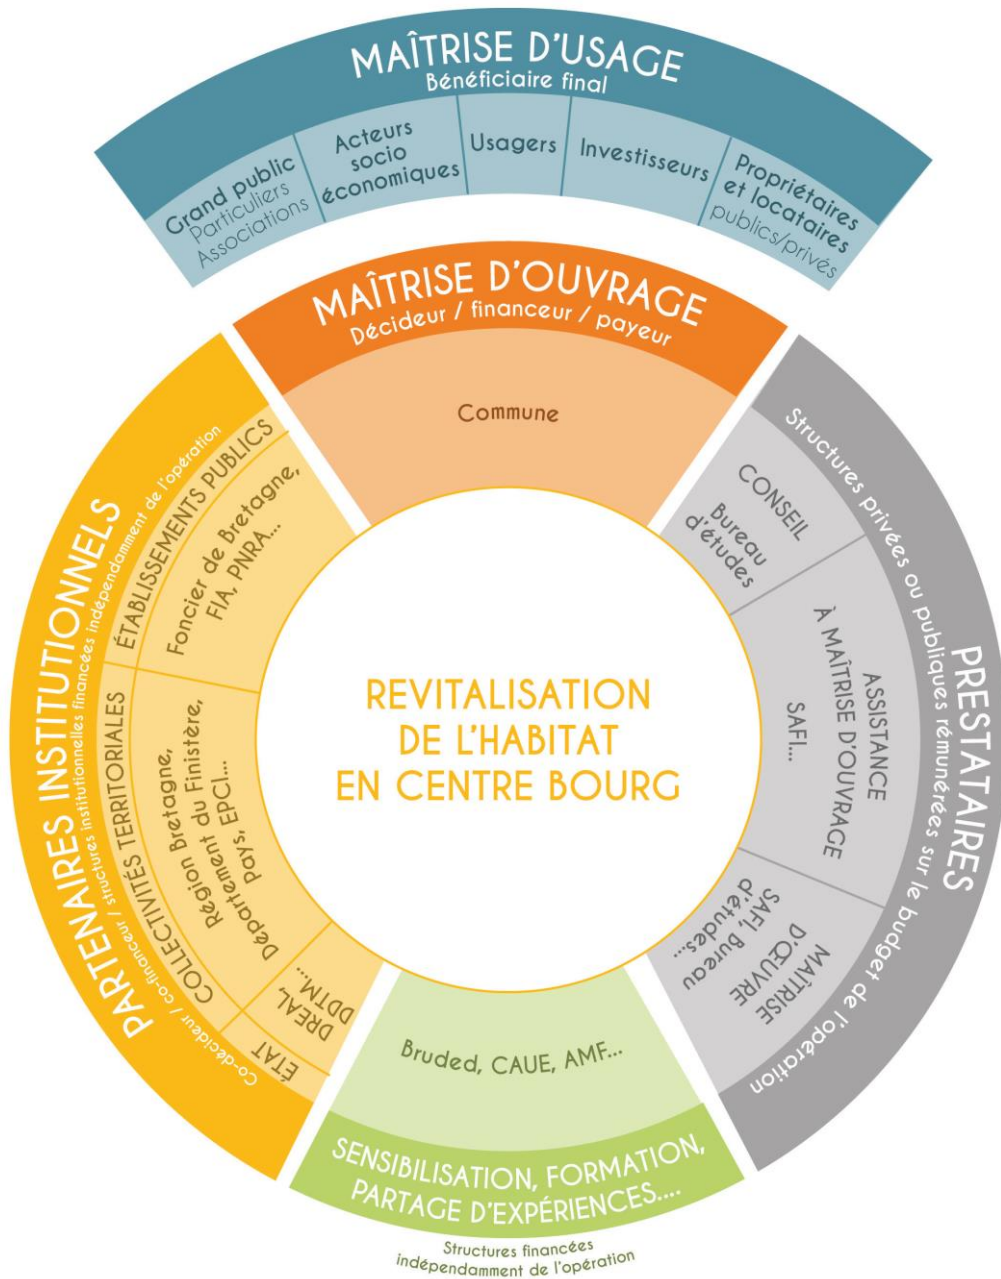 MAÎTRISE D'USAGE
Bénéficiaire final
Grand public
Particuliers
Associations
Acteurs
socio
économiques
Usagers
Investisseurs
Propriétaires
et locataires
publics/privés
MAÎTRISE D'OUVRAGE
Décideur / financeur / payeur
Commune
PARTENAIRES INSTITUTIONNELS
Co-décideur / co-financeur / structures institutionnelles financées indépendamment de l'opération
ÉTABLISSEMENTS PUBLICS
Foncier de Bretagne,
FIA, PNRA...
COLLECTIVITÉS TERRITORIALES
Région Bretagne,
Département du Finistère,
Pays, EPCI...
ÉTAT
DREAL,
DDTM...
REVITALISATION
DE L'HABITAT
EN CENTRE BOURG
PRESTATAIRES
Structures privées ou publiques rémunérées sur le budget de l'opération
CONSEIL
Bureau
d'études
ASSISTANCE
À MAÎTRISE D'OUVRAGE
SAFI...
MAÎTRISE
D'ŒUVRE
SAFI, Bureau
d'études...
Bruded, CAUE, AMF...
SENSIBILISATION, FORMATION,
PARTAGE D'EXPÉRIENCES....
Structures financées
indépendamment de l'opération